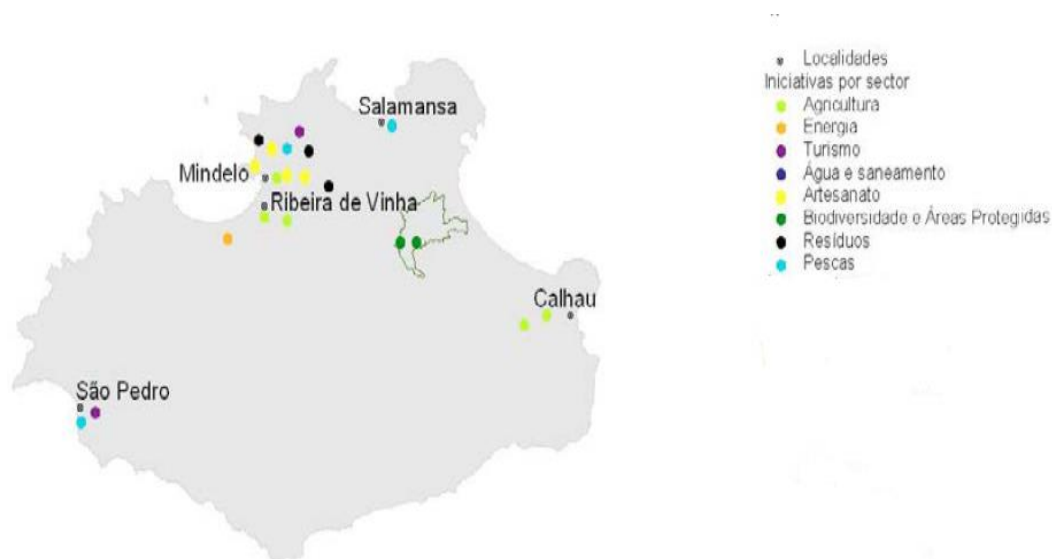 Salamansa
Mindelo
Ribeira de Vinha
Calhau
São Pedro
Localidades
Iniciativas por sector
Agricultura
Energia
Turismo
Água e saneamento
Artesanato
Biodiversidade e Áreas Protegidas
Resíduos
Pescas